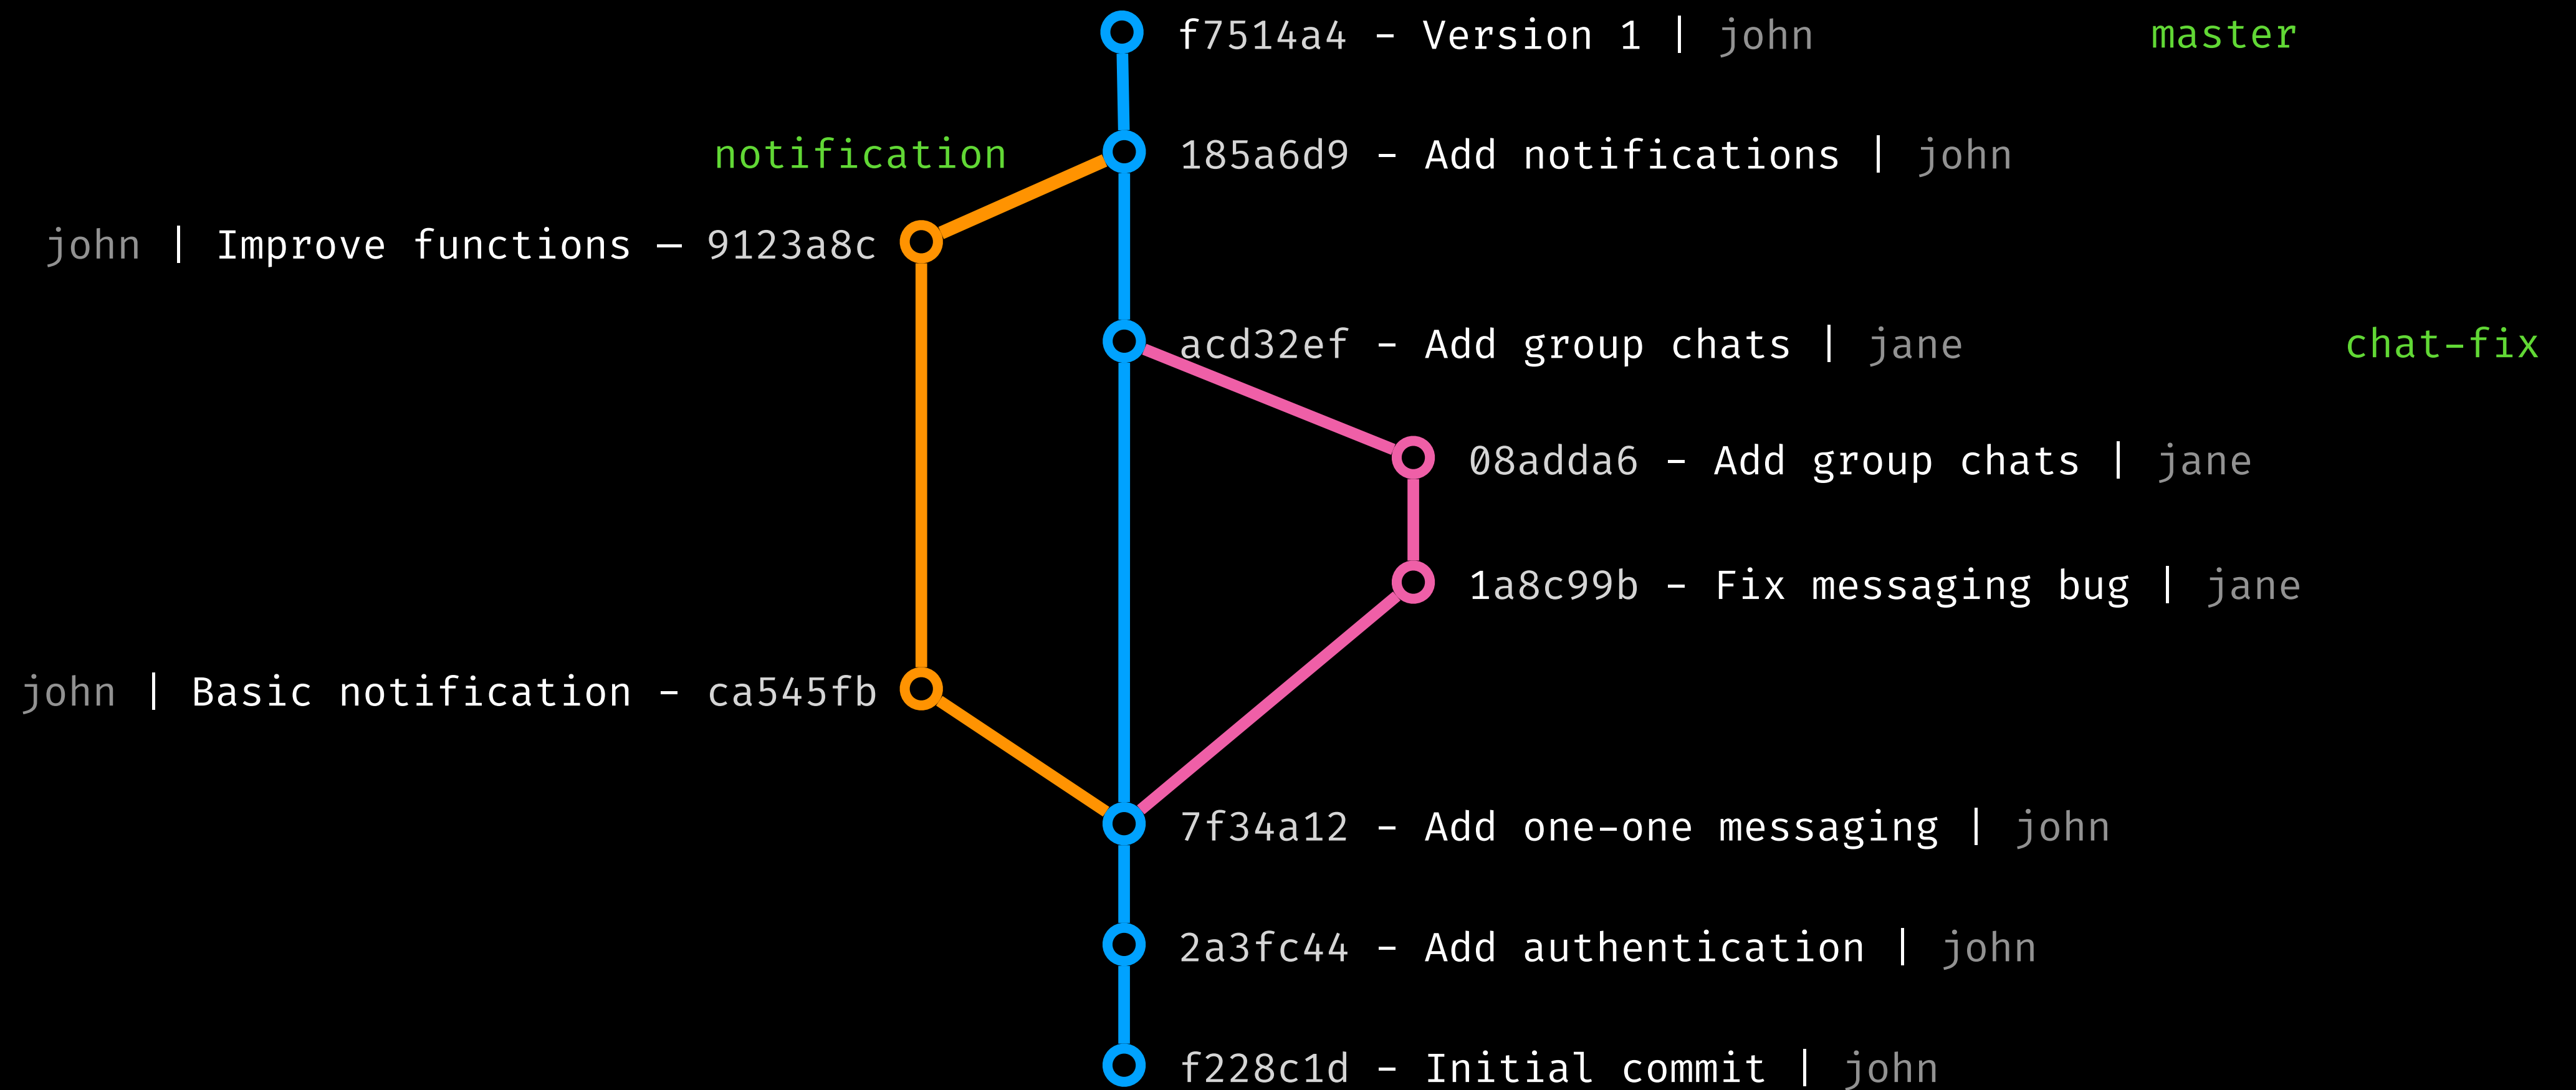 f7514a4 – Version 1 | john
master
notification
185a6d9 – Add notifications | john
john | Improve functions — 9123a8c
acd32ef – Add group chats | jane
chat-fix
08adda6 – Add group chats | jane
1a8c99b – Fix messaging bug | jane
john | Basic notification – ca545fb
7f34a12 – Add one-one messaging | john
2a3fc44 – Add authentication | john
f228c1d – Initial commit | john